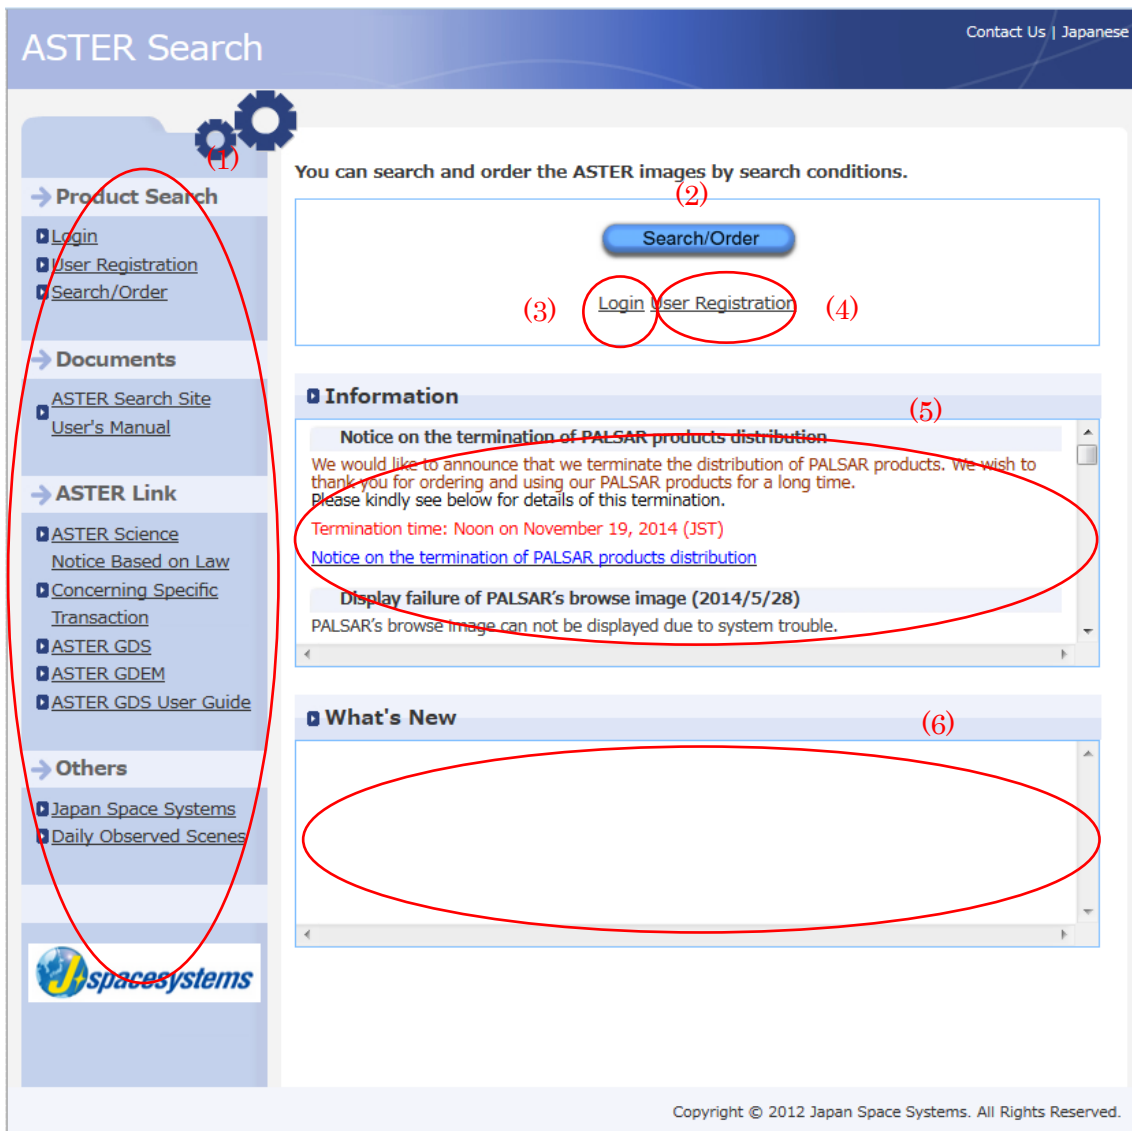 ASTER Search
Contact Us | Japanese
(1)
Product Search
Login
User Registration
Search/Order
Documents
ASTER Search Site
User's Manual
ASTER Link
ASTER Science
Notice Based on Law
Concerning Specific
Transaction
ASTER GDS
ASTER GDEM
ASTER GDS User Guide
Others
Japan Space Systems
Daily Observed Scenes
J+spacesystems
You can search and order the ASTER images by search conditions.
(2)
Search/Order
(3) Login User Registration (4)
Information
(5)
Notice on the termination of PALSAR products distribution
We would like to announce that we terminate the distribution of PALSAR products. We wish to
thank you for ordering and using our PALSAR products for a long time.
Please kindly see below for details of this termination.
Termination time: Noon on November 19, 2014 (JST)
Notice on the termination of PALSAR products distribution
Display failure of PALSAR's browse image (2014/5/28)
PALSAR's browse image can not be displayed due to system trouble.
What's New
(6)
Copyright © 2012 Japan Space Systems. All Rights Reserved.